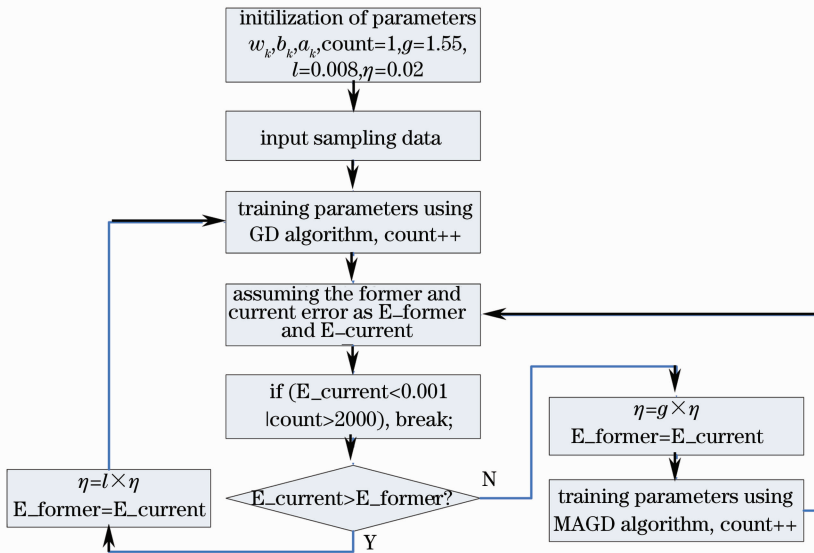 initilization of parameters
w_k,b_k,a_k,count=1,g=1.55,
l=0.008,η=0.02
input sampling data
training parameters using
GD algorithm, count++
assuming the former and
current error as E_former
and E_current
if (E_current<0.001
|count>2000), break;
E_current>E_former?
N
Y
η=l×η
E_former=E_current
η=g×η
E_former=E_current
training parameters using
MAGD algorithm, count++